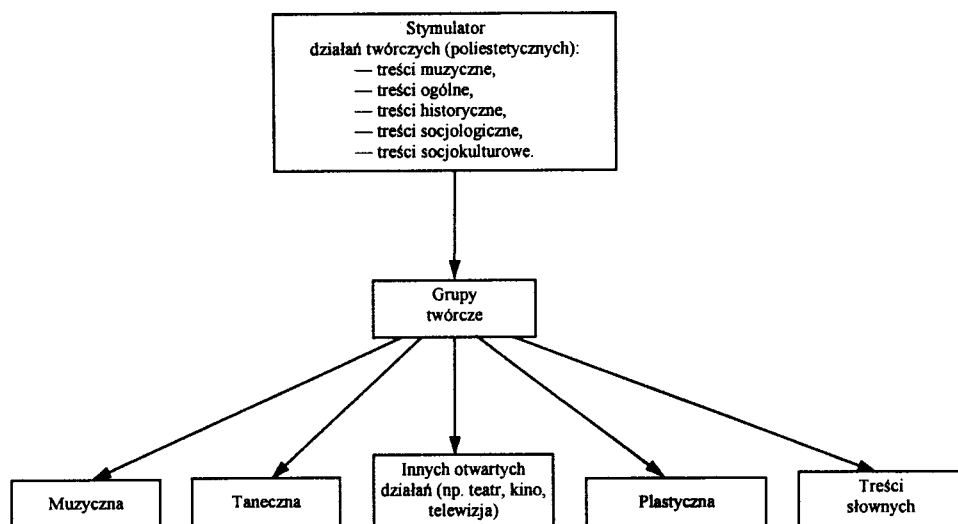 Stymulator
działań twórczych (poliestetycznych):
— treści muzyczne,
— treści ogólne,
— treści historyczne,
— treści socjologiczne,
— treści socjokulturowe.
Grupy
twórcze
Muzyczna
Taneczna
Innych otwartych
działań (np. teatr, kino,
telewizja)
Plastyczna
Treści
słownych